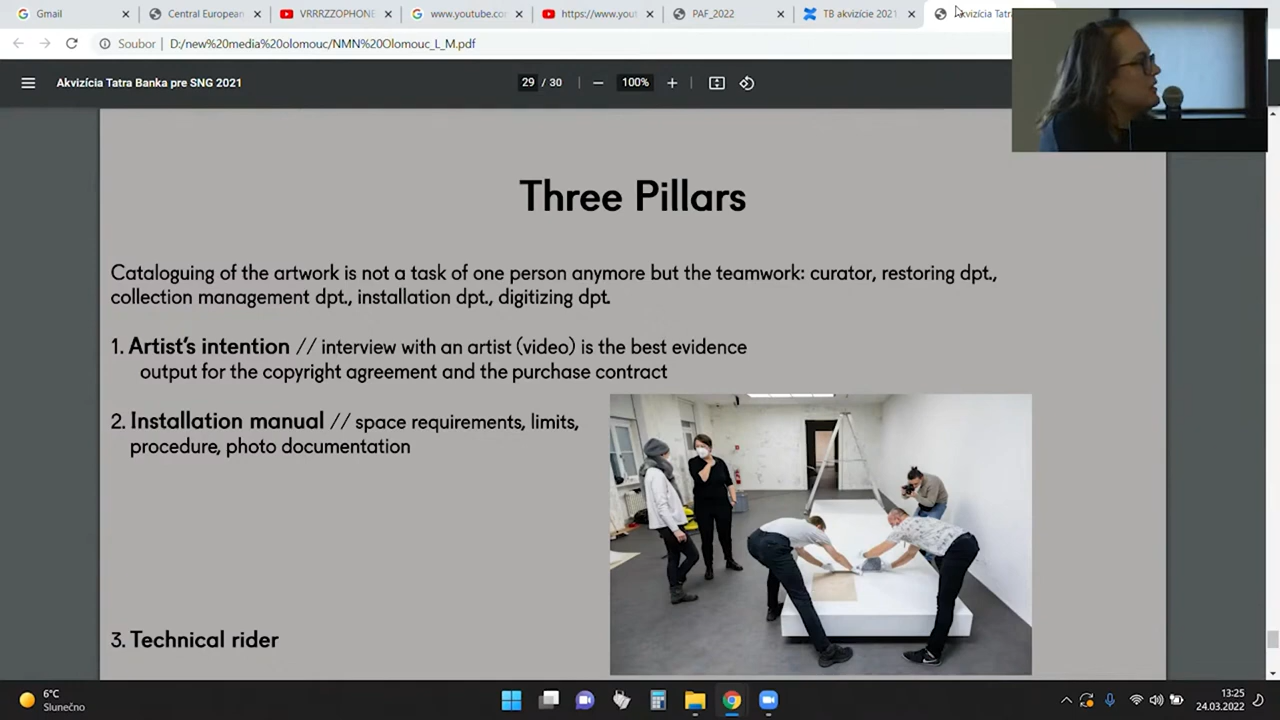 Gmail
Central European
VRRRZZOPHONE
www.youtube.com
https://www.yout
PAF_2022
TB akvizície 2021
Akvizícia Tatra
Soubor | D:/new%20media%20olomouc/NMN%20Olomouc_L_M.pdf
Akvizícia Tatra Banka pre SNG 2021
29 / 30
100%
Three Pillars
Cataloguing of the artwork is not a task of one person anymore but the teamwork: curator, restoring dpt.,
collection management dpt., installation dpt., digitizing dpt.
1. Artist's intention // interview with an artist (video) is the best evidence
output for the copyright agreement and the purchase contract
2. Installation manual // space requirements, limits,
procedure, photo documentation
3. Technical rider
6°C
Slunečno
13:25
24.03.2022